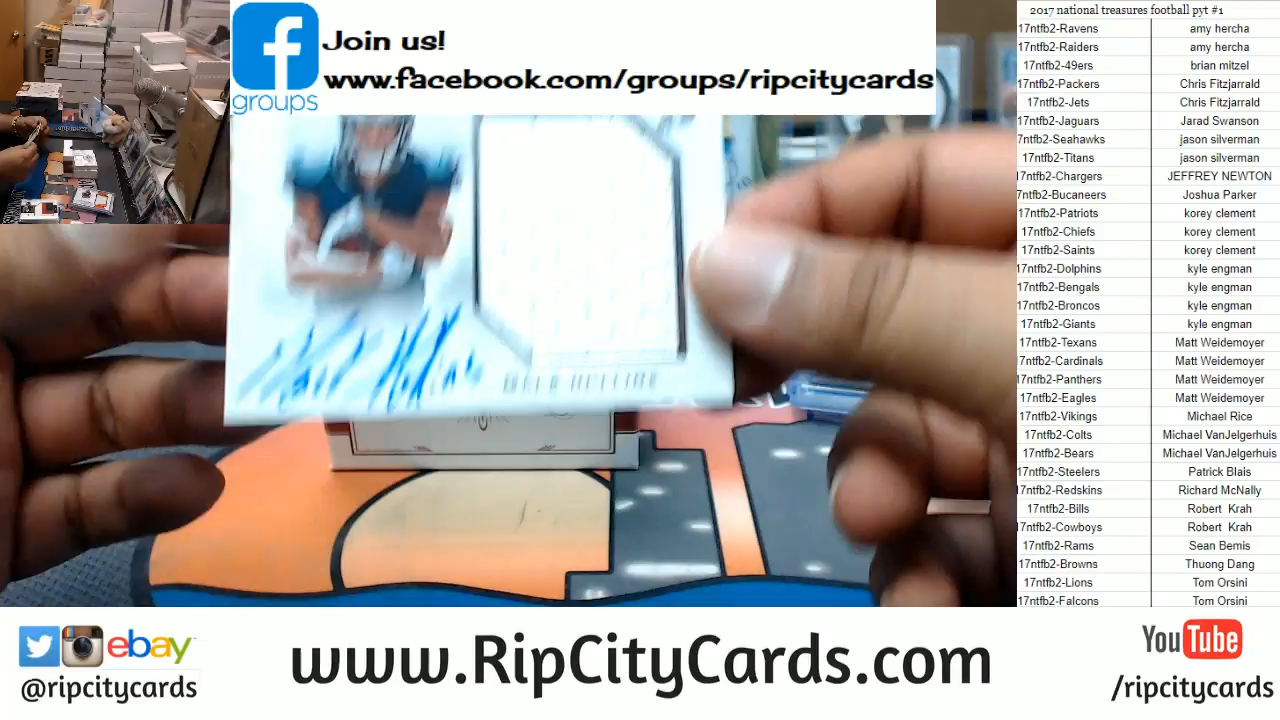 Join us!
www.facebook.com/groups/ripcitycards
groups
2017 national treasures football pyt #1
17ntfb2-Ravens amy hercha
17ntfb2-Raiders amy hercha
17ntfb2-49ers brian mitzel
17ntfb2-Packers Chris Fitzjarrald
17ntfb2-Jets Chris Fitzjarrald
17ntfb2-Jaguars Jarad Swanson
17ntfb2-Seahawks jason silverman
17ntfb2-Titans jason silverman
17ntfb2-Chargers JEFFREY NEWTON
17ntfb2-Bucaneers Joshua Parker
17ntfb2-Patriots korey clement
17ntfb2-Chiefs korey clement
17ntfb2-Saints korey clement
17ntfb2-Dolphins kyle engman
17ntfb2-Bengals kyle engman
17ntfb2-Broncos kyle engman
17ntfb2-Giants kyle engman
17ntfb2-Texans Matt Weidemoyer
17ntfb2-Cardinals Matt Weidemoyer
17ntfb2-Panthers Matt Weidemoyer
17ntfb2-Eagles Matt Weidemoyer
17ntfb2-Vikings Michael Rice
17ntfb2-Colts Michael VanJelgerhuis
17ntfb2-Bears Michael VanJelgerhuis
17ntfb2-Steelers Patrick Blais
17ntfb2-Redskins Richard McNally
17ntfb2-Bills Robert Krah
17ntfb2-Cowboys Robert Krah
17ntfb2-Rams Sean Bemis
17ntfb2-Browns Thuong Dang
17ntfb2-Lions Tom Orsini
17ntfb2-Falcons Tom Orsini
ebay
@ripcitycards
www.RipCityCards.com
YouTube
/ripcitycards